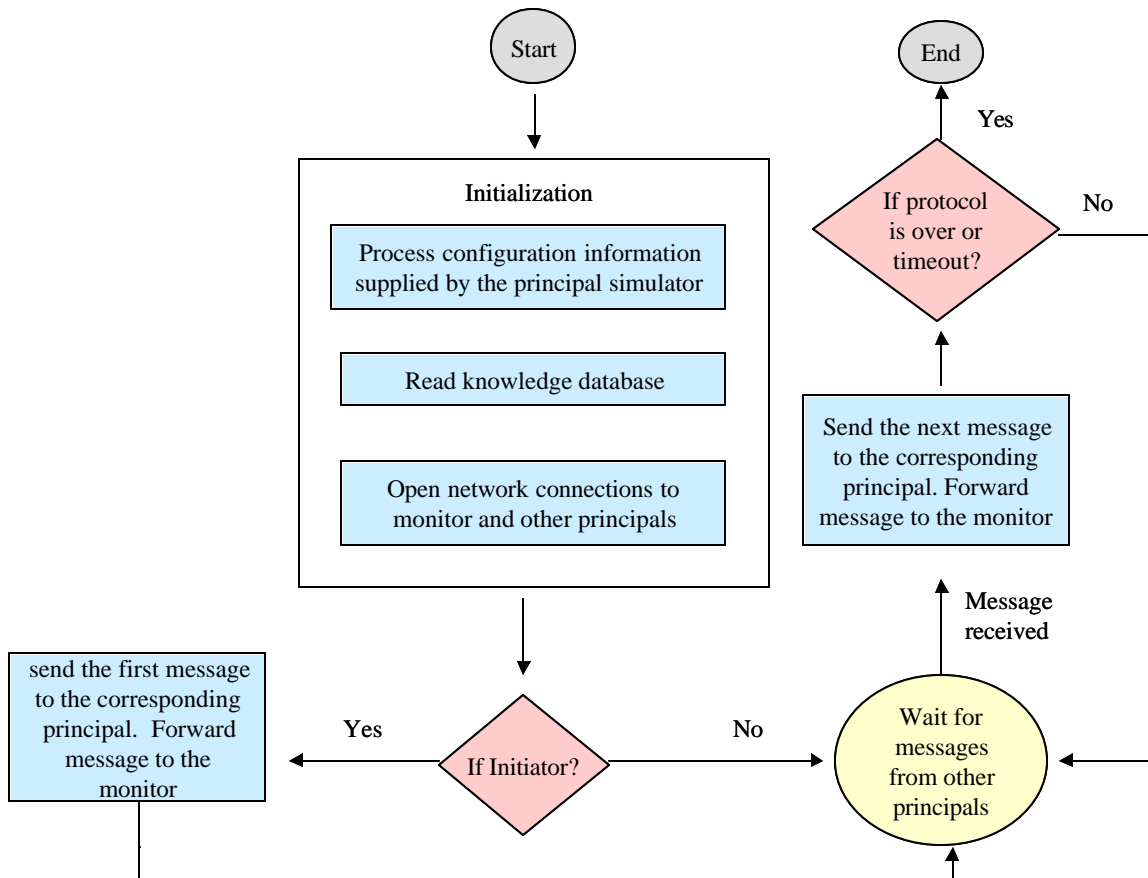 Start
Initialization
Process configuration information
supplied by the principal simulator
Read knowledge database
Open network connections to
monitor and other principals
If Initiator?
Yes
No
send the first message
to the corresponding
principal.  Forward
message to the
monitor
Wait for
messages
from other
principals
Message
received
Send the next message
to the corresponding
principal. Forward
message to the monitor
If protocol
is over or
timeout?
Yes
No
End